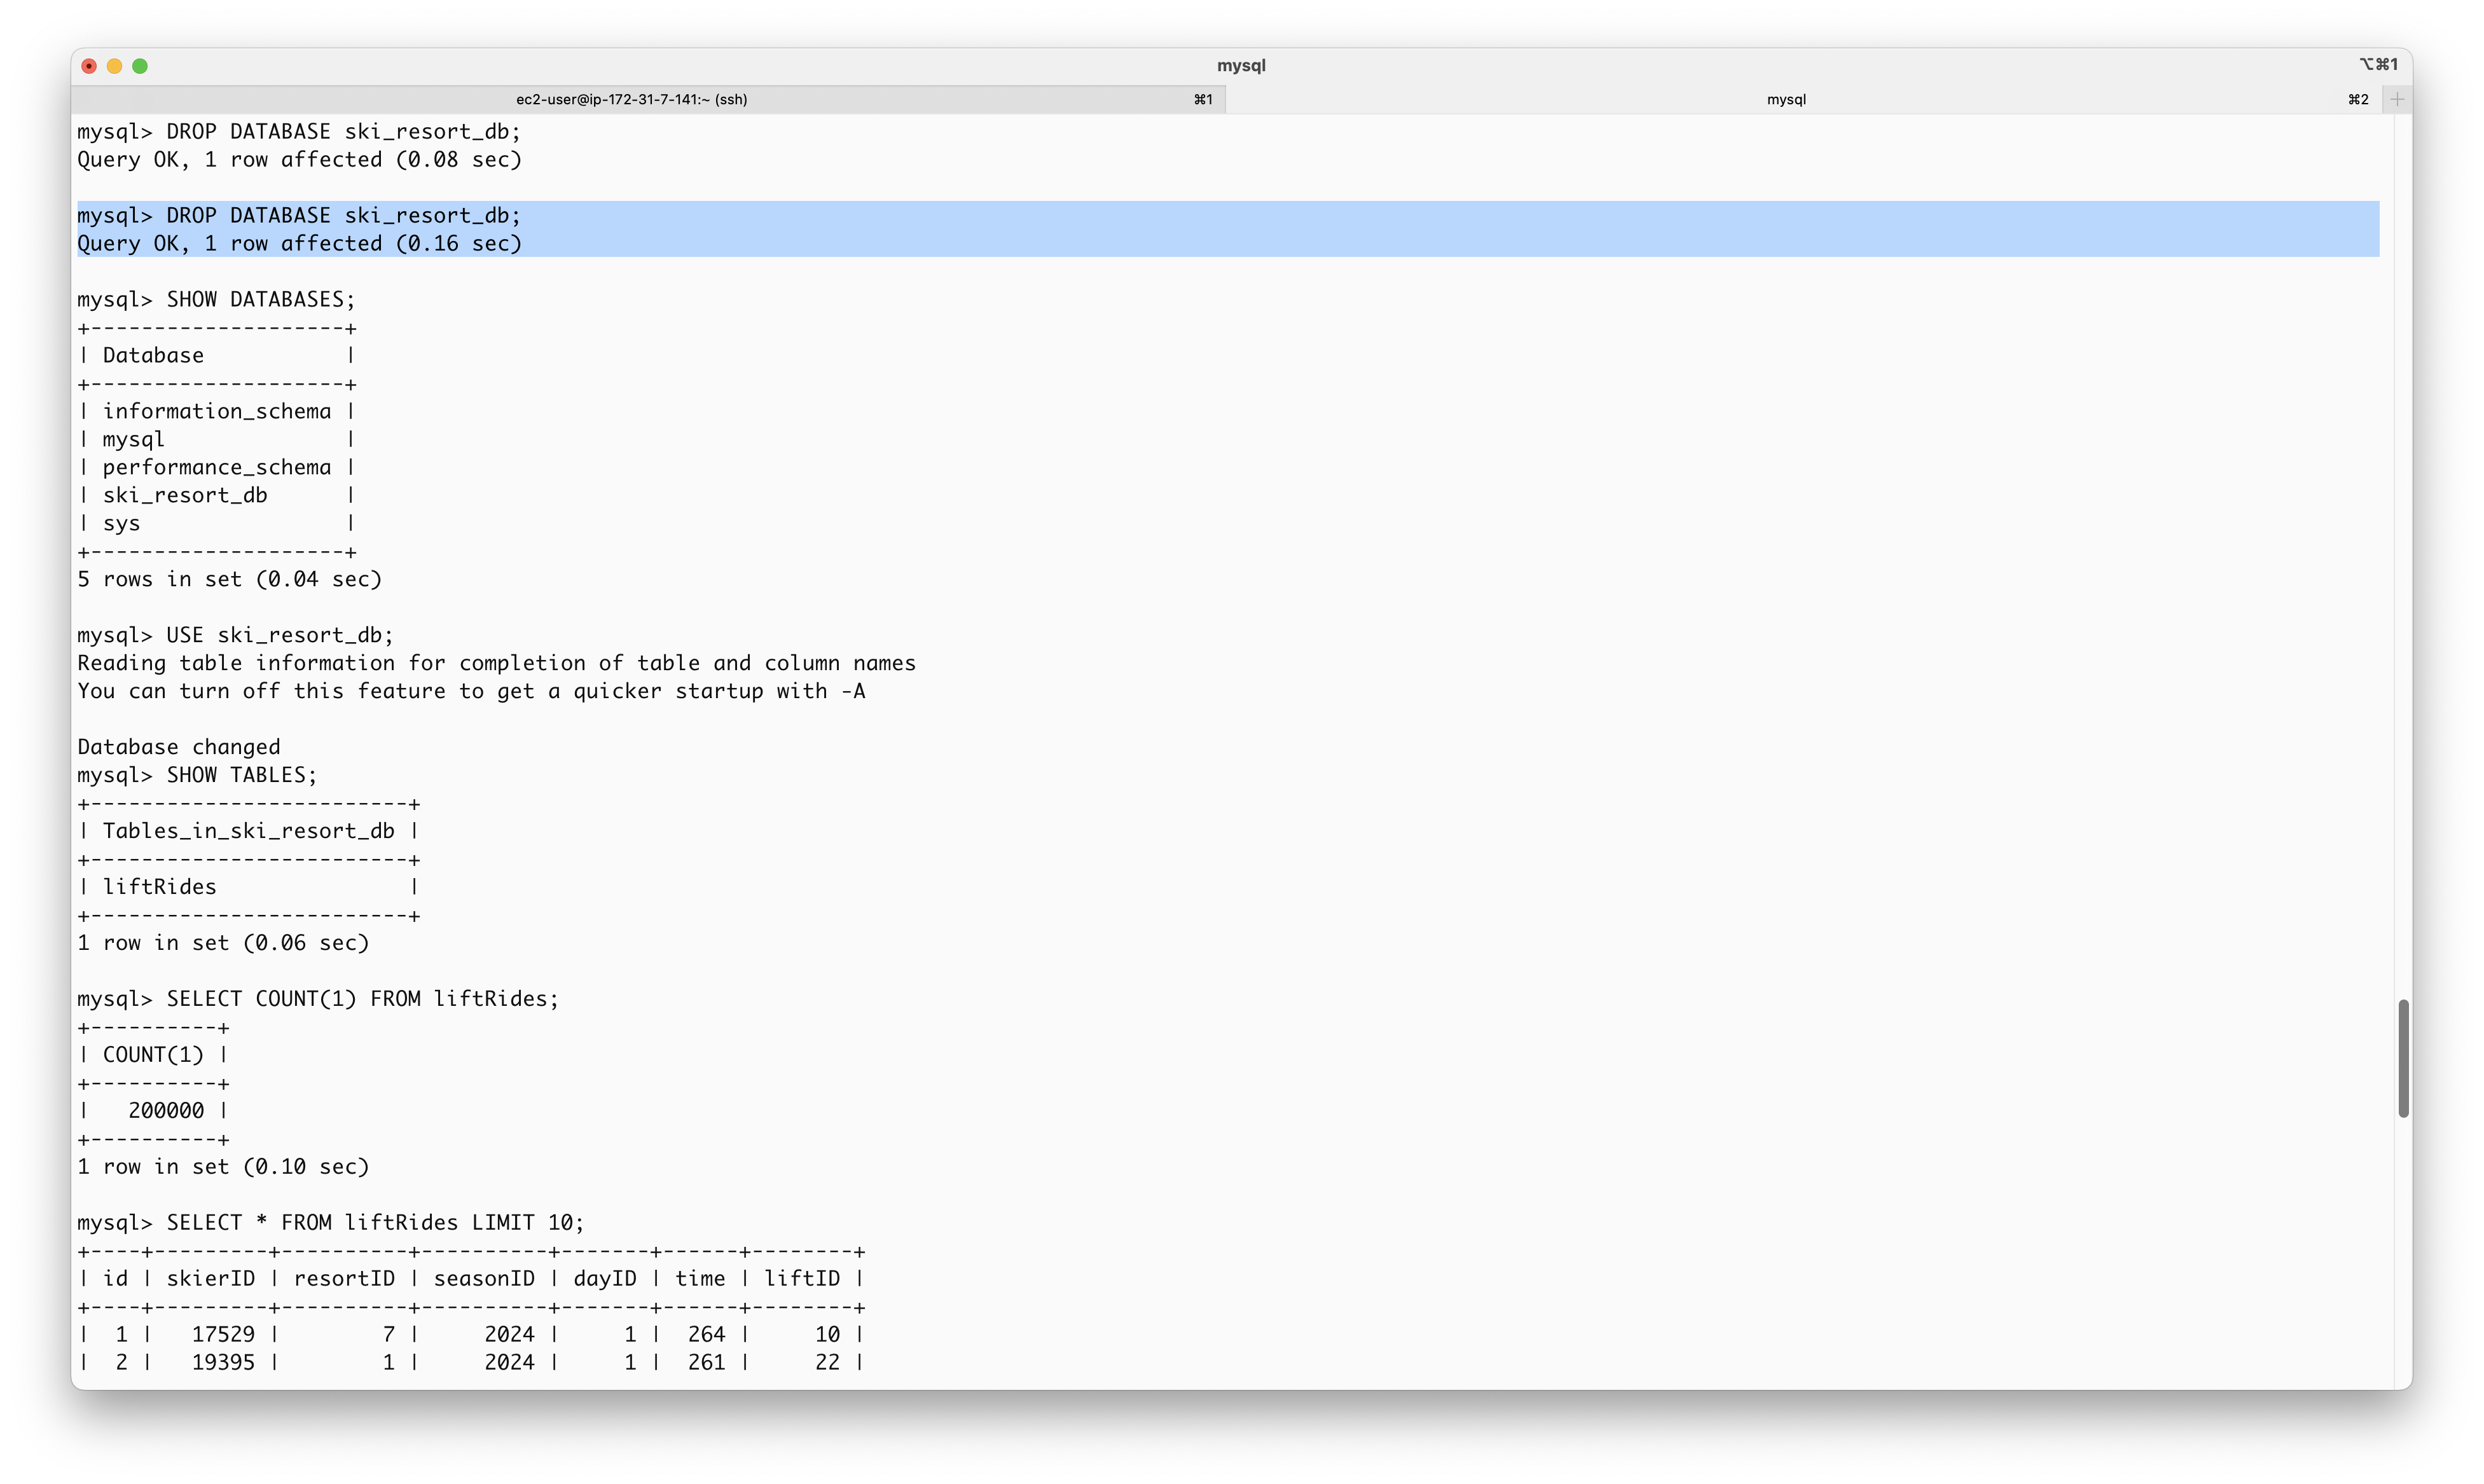 mysql
⌥⌘1
ec2-user@ip-172-31-7-141:~ (ssh) ⌘1 mysql ⌘2 +
mysql> DROP DATABASE ski_resort_db;
Query OK, 1 row affected (0.08 sec)

mysql> DROP DATABASE ski_resort_db;
Query OK, 1 row affected (0.16 sec)

mysql> SHOW DATABASES;
+--------------------+
| Database           |
+--------------------+
| information_schema |
| mysql              |
| performance_schema |
| ski_resort_db      |
| sys                |
+--------------------+
5 rows in set (0.04 sec)

mysql> USE ski_resort_db;
Reading table information for completion of table and column names
You can turn off this feature to get a quicker startup with -A

Database changed
mysql> SHOW TABLES;
+-------------------------+
| Tables_in_ski_resort_db |
+-------------------------+
| liftRides               |
+-------------------------+
1 row in set (0.06 sec)

mysql> SELECT COUNT(1) FROM liftRides;
+----------+
| COUNT(1) |
+----------+
|   200000 |
+----------+
1 row in set (0.10 sec)

mysql> SELECT * FROM liftRides LIMIT 10;
+----+---------+----------+----------+-------+------+--------+
| id | skierID | resortID | seasonID | dayID | time | liftID |
+----+---------+----------+----------+-------+------+--------+
|  1 |   17529 |        7 |     2024 |     1 |  264 |     10 |
|  2 |   19395 |        1 |     2024 |     1 |  261 |     22 |